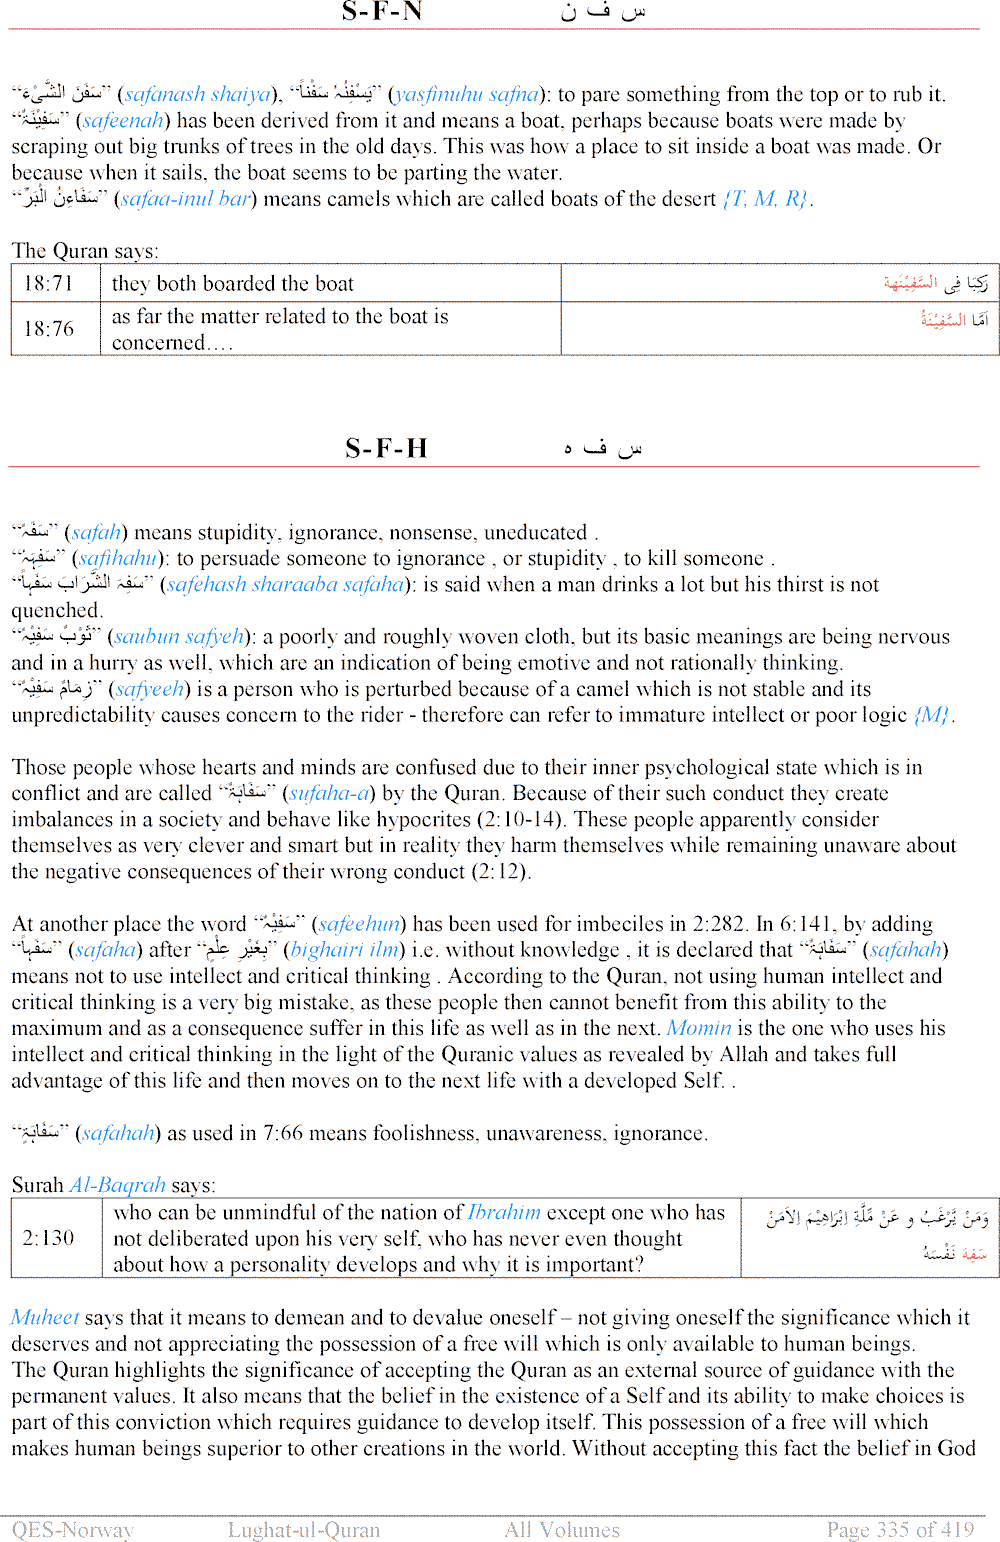 S-F-N س ف ن
“سَفَنَ الشَّیْءَ” (safanash shaiya), “یَسْفِنُہٗ سَفْناً” (yasfinuhu safna): to pare something from the top or to rub it.
“سَفِیْنَۃٌ” (safeenah) has been derived from it and means a boat, perhaps because boats were made by
scraping out big trunks of trees in the old days. This was how a place to sit inside a boat was made. Or
because when it sails, the boat seems to be parting the water.
“سَفَاءِنُ الْبَرِّ” (safaa-inul bar) means camels which are called boats of the desert {T, M, R}.
The Quran says:
18:71 they both boarded the boat رَکِبَا فِی السَّفِیْنَھة
18:76 as far the matter related to the boat is اَمَّا السَّفِیْنَةُ
concerned….
S-F-H س ف ہ
“سَفَہٌ” (safah) means stupidity, ignorance, nonsense, uneducated .
“سَفِہَہٗ” (safihahu): to persuade someone to ignorance , or stupidity , to kill someone .
“سَفِہَ الشَّرَابَ سَفَہاً” (safehash sharaaba safaha): is said when a man drinks a lot but his thirst is not
quenched.
“ثَوْبٌ سَفِیْہٌ” (saubun safyeh): a poorly and roughly woven cloth, but its basic meanings are being nervous
and in a hurry as well, which are an indication of being emotive and not rationally thinking.
“زِمَامٌ سَفِیْہٌ” (safyeeh) is a person who is perturbed because of a camel which is not stable and its
unpredictability causes concern to the rider - therefore can refer to immature intellect or poor logic {M}.
Those people whose hearts and minds are confused due to their inner psychological state which is in
conflict and are called “سَفَاہَۃٌ” (sufaha-a) by the Quran. Because of their such conduct they create
imbalances in a society and behave like hypocrites (2:10-14). These people apparently consider
themselves as very clever and smart but in reality they harm themselves while remaining unaware about
the negative consequences of their wrong conduct (2:12).
At another place the word “سَفِیْہٌ” (safeehun) has been used for imbeciles in 2:282. In 6:141, by adding
“سَفَہاً” (safaha) after “بِغَیْرِ عِلْمٍ” (bighairi ilm) i.e. without knowledge , it is declared that “سَفَاہَۃٌ” (safahah)
means not to use intellect and critical thinking . According to the Quran, not using human intellect and
critical thinking is a very big mistake, as these people then cannot benefit from this ability to the
maximum and as a consequence suffer in this life as well as in the next. Momin is the one who uses his
intellect and critical thinking in the light of the Quranic values as revealed by Allah and takes full
advantage of this life and then moves on to the next life with a developed Self. .
“سَفَاہَۃٍ” (safahah) as used in 7:66 means foolishness, unawareness, ignorance.
Surah Al-Baqrah says:
who can be unmindful of the nation of Ibrahim except one who has وَمَنْ یَّرْغَبُ و عَنْ مِّلَّةِ اِبْرَاھِیْمَ اِلاَمَنْ
2:130 not deliberated upon his very self, who has never even thought سَفِهَ نَفْسَهُ
about how a personality develops and why it is important?
Muheet says that it means to demean and to devalue oneself – not giving oneself the significance which it
deserves and not appreciating the possession of a free will which is only available to human beings.
The Quran highlights the significance of accepting the Quran as an external source of guidance with the
permanent values. It also means that the belief in the existence of a Self and its ability to make choices is
part of this conviction which requires guidance to develop itself. This possession of a free will which
makes human beings superior to other creations in the world. Without accepting this fact the belief in God
QES-Norway Lughat-ul-Quran All Volumes Page 335 of 419